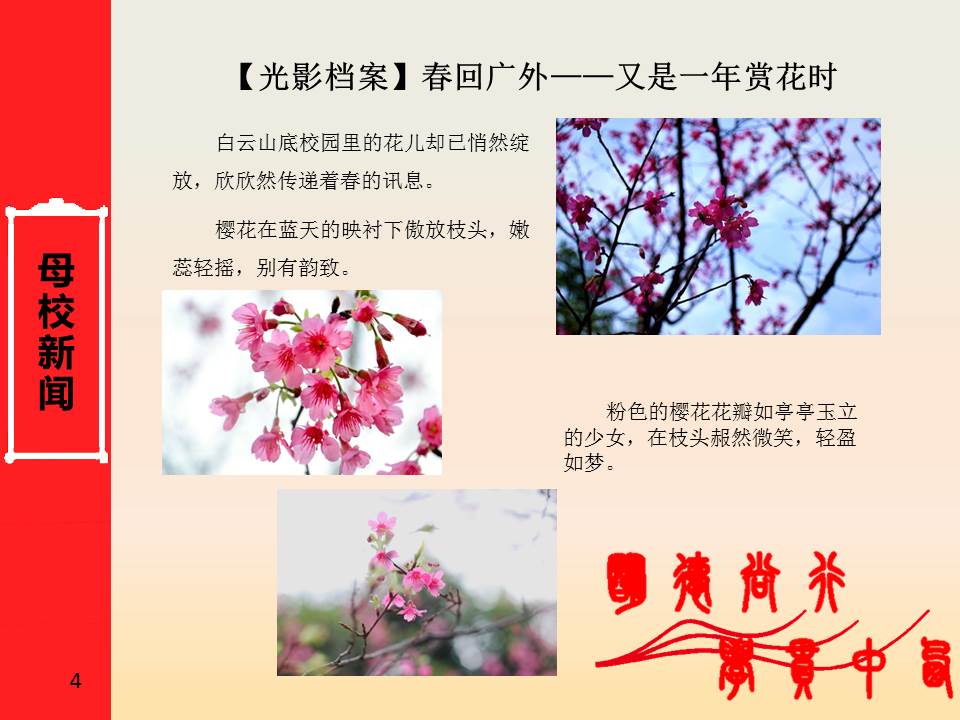 【光影档案】春回广外——又是一年赏花时
白云山底校园里的花儿却已悄然绽
放，欣欣然传递着春的讯息。
樱花在蓝天的映衬下傲放枝头，嫩
蕊轻摇，别有韵致。
母校新闻
粉色的樱花花瓣如亭亭玉立
的少女，在枝头赧然微笑，轻盈
如梦。
明德尚行
學貫中西
4